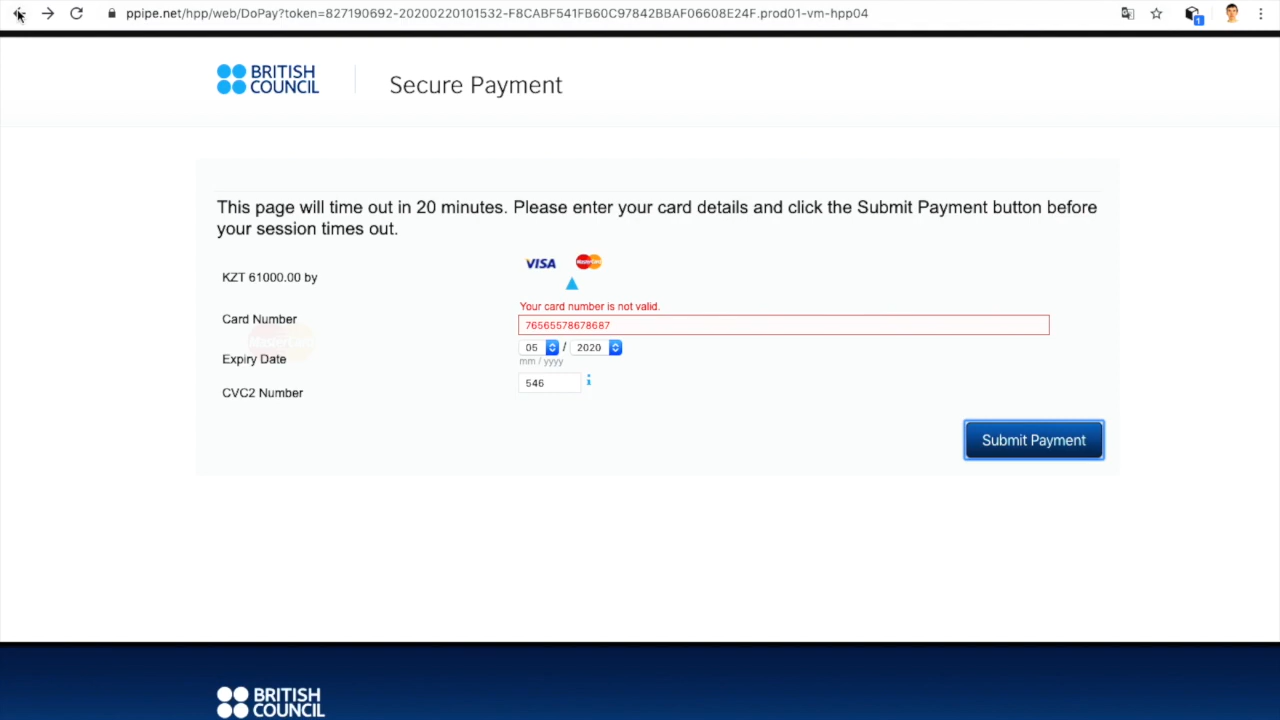 ppipe.net/hpp/web/DoPay?token=827190692-20200220101532-F8CABF541FB60C97842BBAF06608E24F.prod01-vm-hpp04
1
BRITISH
COUNCIL
Secure Payment
This page will time out in 20 minutes. Please enter your card details and click the Submit Payment button before
your session times out.
KZT 61000.00 by
VISA MasterCard
Your card number is not valid.
Card Number
76565578678687
MasterCard
05 / 2020
Expiry Date
mm / yyyy
CVC2 Number
546
i
Submit Payment
BRITISH
COUNCIL